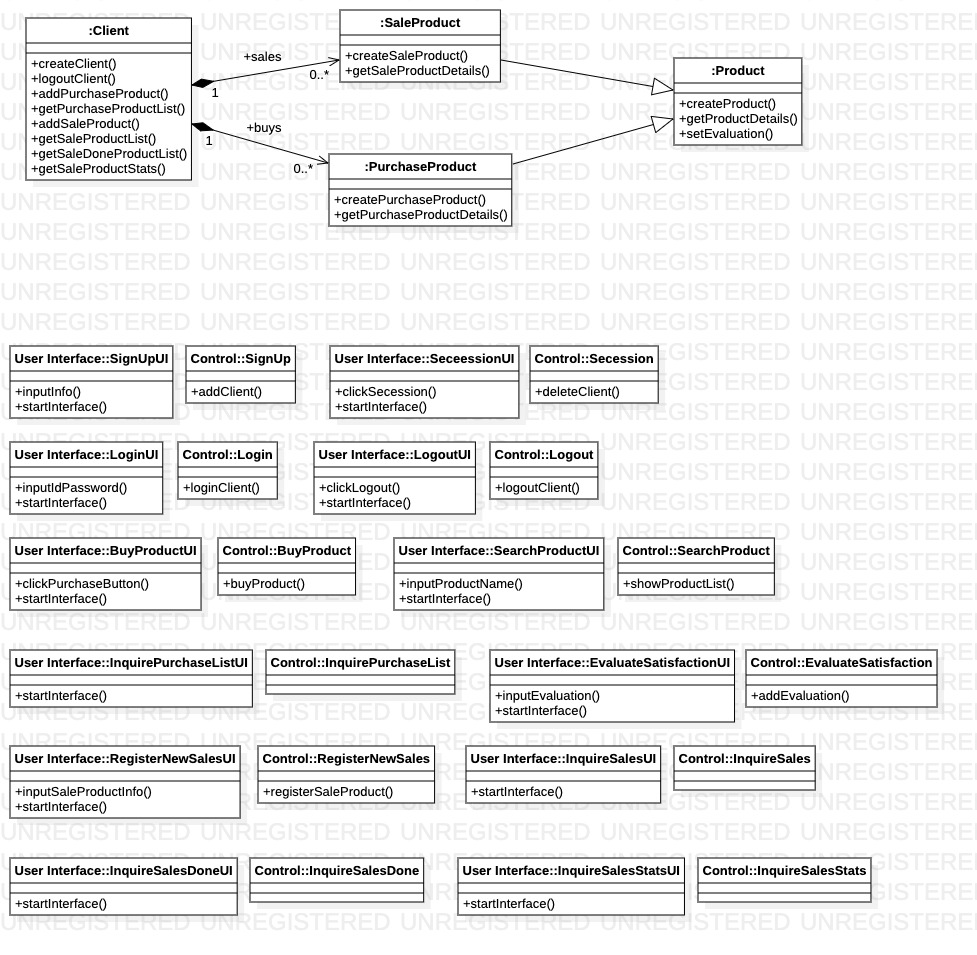 :Client
+createClient()
+logoutClient()
+addPurchaseProduct()
+getPurchaseProductList()
+addSaleProduct()
+getSaleProductList()
+getSaleDoneProductList()
+getSaleProductStats()
+sales
1
0..*
+buys
1
0..*
:SaleProduct
+createSaleProduct()
+getSaleProductDetails()
:PurchaseProduct
+createPurchaseProduct()
+getPurchaseProductDetails()
:Product
+createProduct()
+getProductDetails()
+setEvaluation()
User Interface::SignUpUI
+inputInfo()
+startInterface()
Control::SignUp
+addClient()
User Interface::SeceessionUI
+clickSecession()
+startInterface()
Control::Secession
+deleteClient()
User Interface::LoginUI
+inputIdPassword()
+startInterface()
Control::Login
+loginClient()
User Interface::LogoutUI
+clickLogout()
+startInterface()
Control::Logout
+logoutClient()
User Interface::BuyProductUI
+clickPurchaseButton()
+startInterface()
Control::BuyProduct
+buyProduct()
User Interface::SearchProductUI
+inputProductName()
+startInterface()
Control::SearchProduct
+showProductList()
User Interface::InquirePurchaseListUI
+startInterface()
Control::InquirePurchaseList
User Interface::EvaluateSatisfactionUI
+inputEvaluation()
+startInterface()
Control::EvaluateSatisfaction
+addEvaluation()
User Interface::RegisterNewSalesUI
+inputSaleProductInfo()
+startInterface()
Control::RegisterNewSales
+registerSaleProduct()
User Interface::InquireSalesUI
+startInterface()
Control::InquireSales
User Interface::InquireSalesDoneUI
+startInterface()
Control::InquireSalesDone
User Interface::InquireSalesStatsUI
+startInterface()
Control::InquireSalesStats
UNREGISTERED